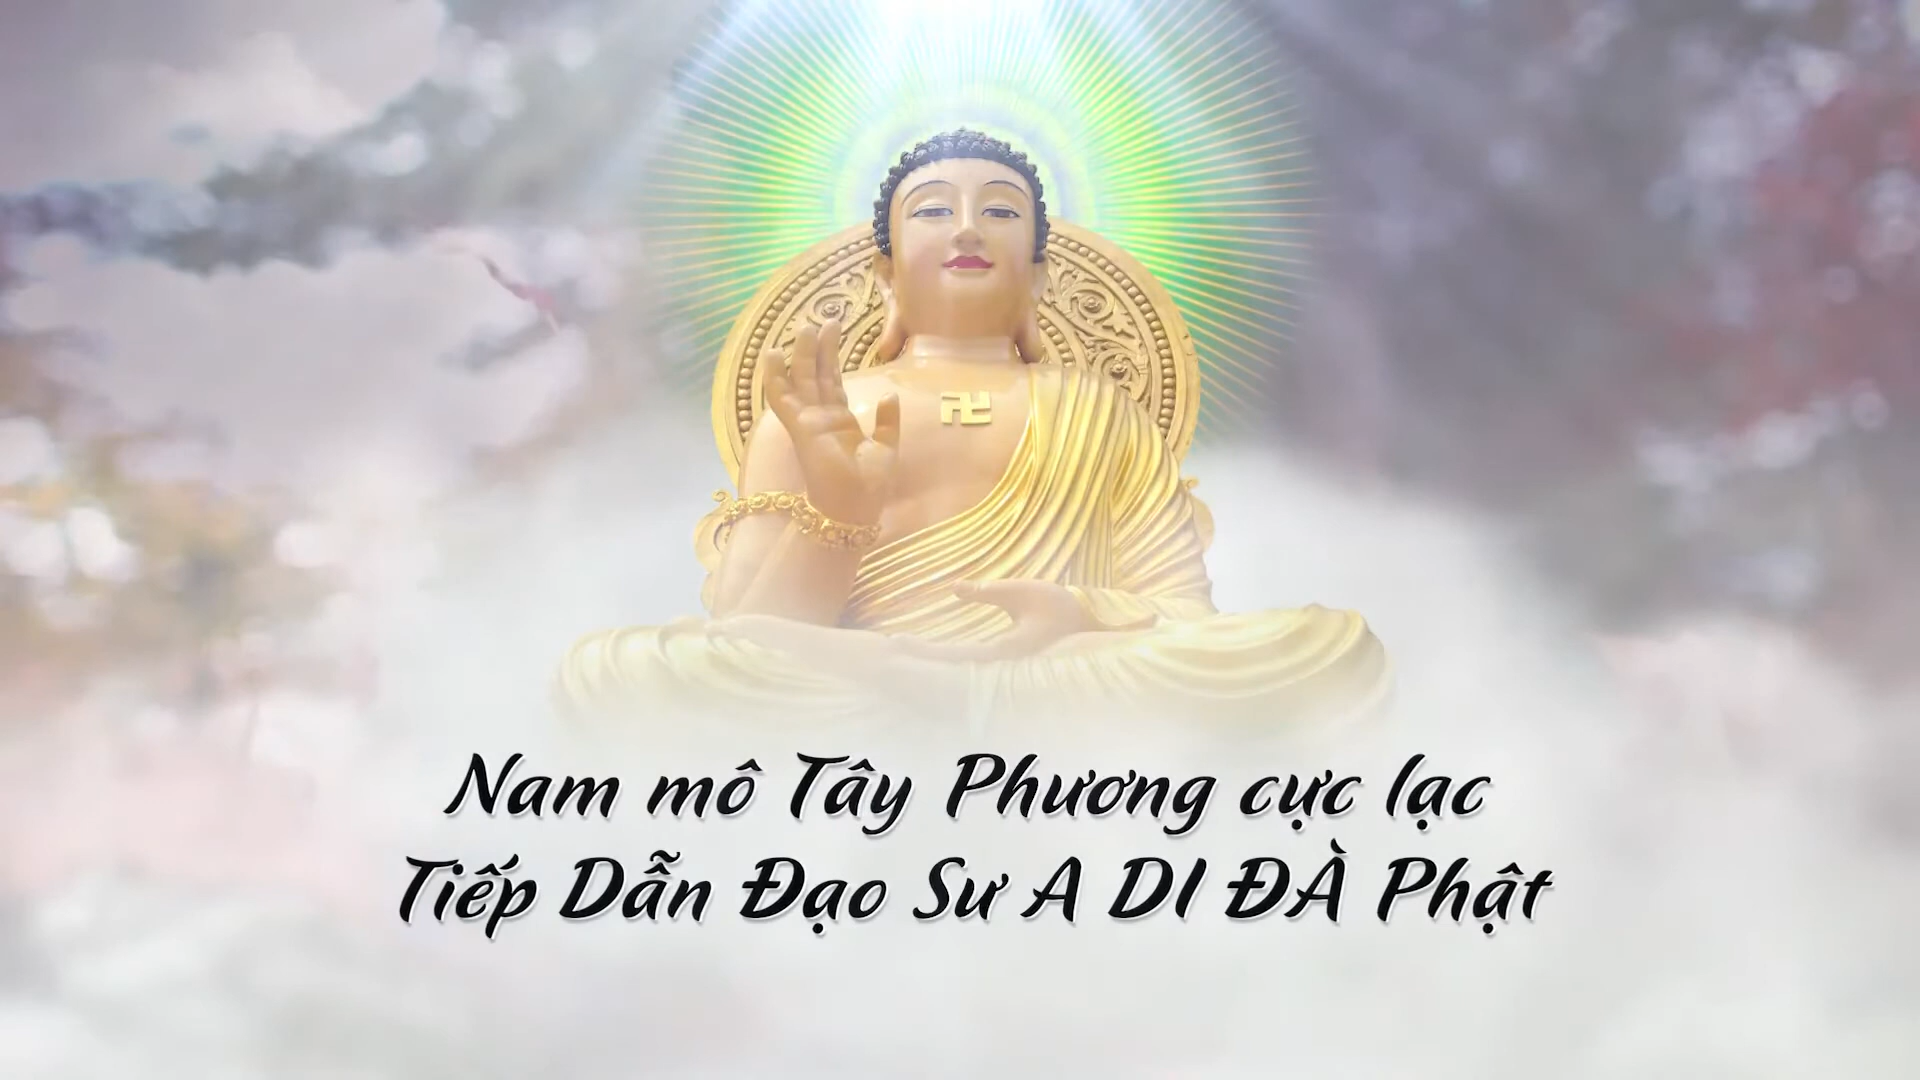 Nam mô Tây Phương cực lạc
Tiếp Dẫn Đạo Sư A DI ĐÀ Phật